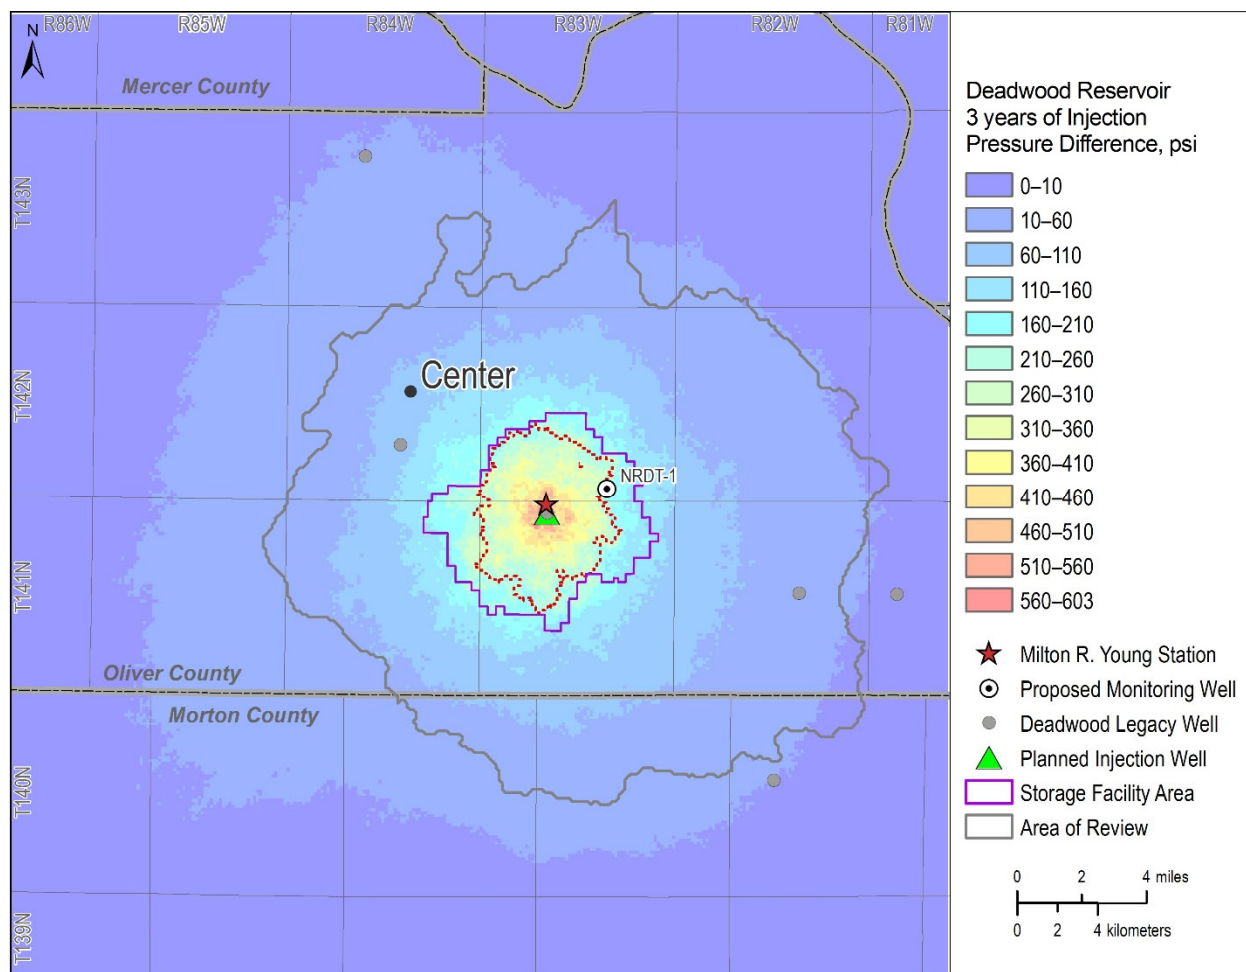 R86W
R85W
R84W
R83W
R82W
R81W
N
Mercer County
T143N
T142N
Center
NRDT-1
T141N
Oliver County
Morton County
T140N
T139N
Deadwood Reservoir
3 years of Injection
Pressure Difference, psi
0–10
10–60
60–110
110–160
160–210
210–260
260–310
310–360
360–410
410–460
460–510
510–560
560–603
Milton R. Young Station
Proposed Monitoring Well
Deadwood Legacy Well
Planned Injection Well
Storage Facility Area
Area of Review
0 2 4 miles
0 2 4 kilometers